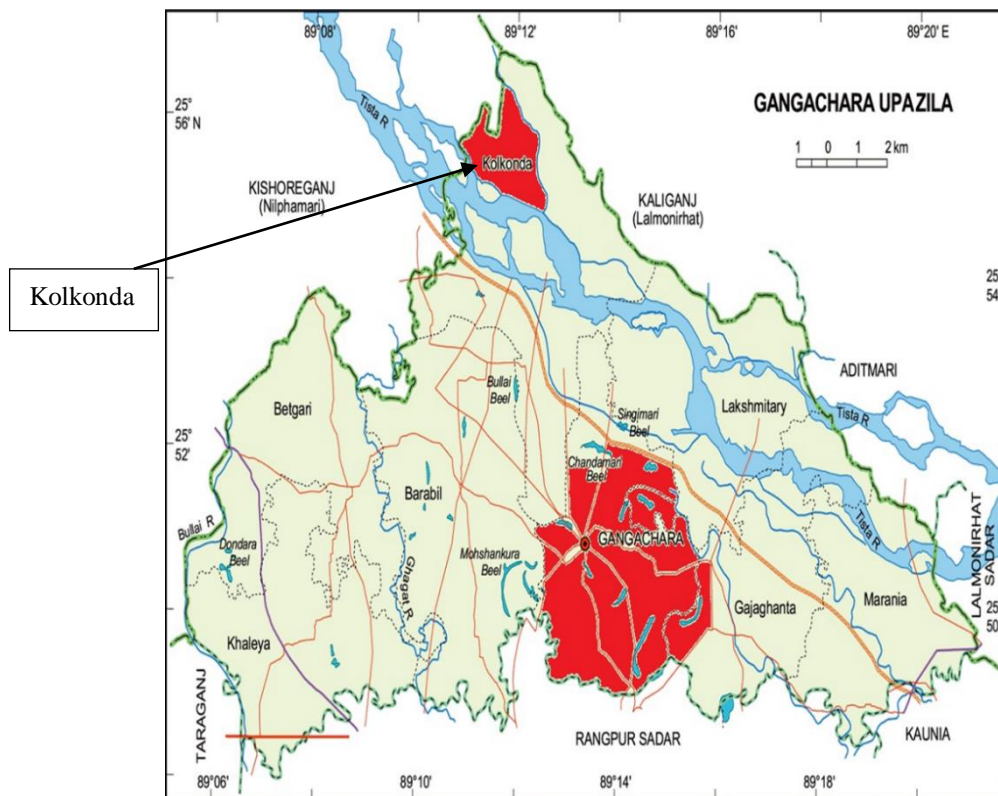 89°08'
89°12'
89°16'
89°20' E
25°
56' N
Tista R
GANGACHARA UPAZILA
1 0 1 2 km
Kolkonda
KISHOREGANJ
(Nilphamari)
KALIGANJ
(Lalmonirhat)
Kolkonda
25°
54'
ADITMARI
Bullai
Beel
Betgari
Lakshmitary
Singimari
Beel
Tista R
25°
52'
Chandamari
Beel
Barabil
Bullai R
Tista R
LALMONIRHAT
SADAR
Dondara
Beel
Mohshankura
Beel
GANGACHARA
Ghagat R
Gajaghanta
Marania
25°
50'
Khaleya
TARAGANJ
RANGPUR SADAR
KAUNIA
89°06'
89°10'
89°14'
89°18'